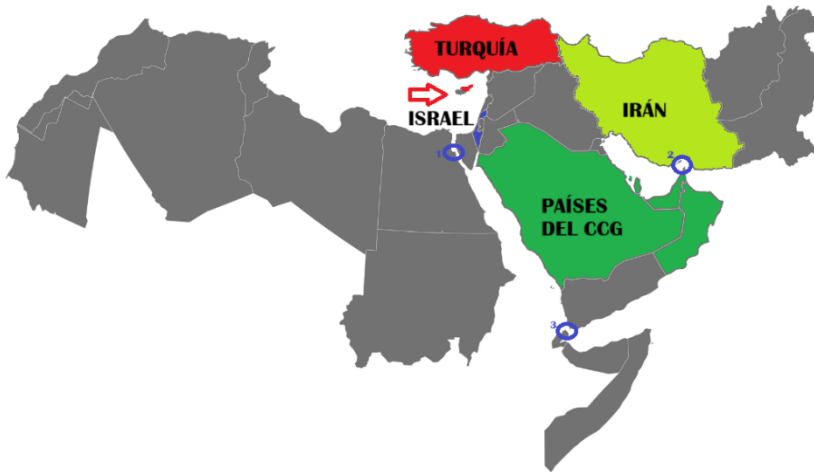 TURQUÍA
ISRAEL
IRÁN
1
2
PAÍSES
DEL CCG
3